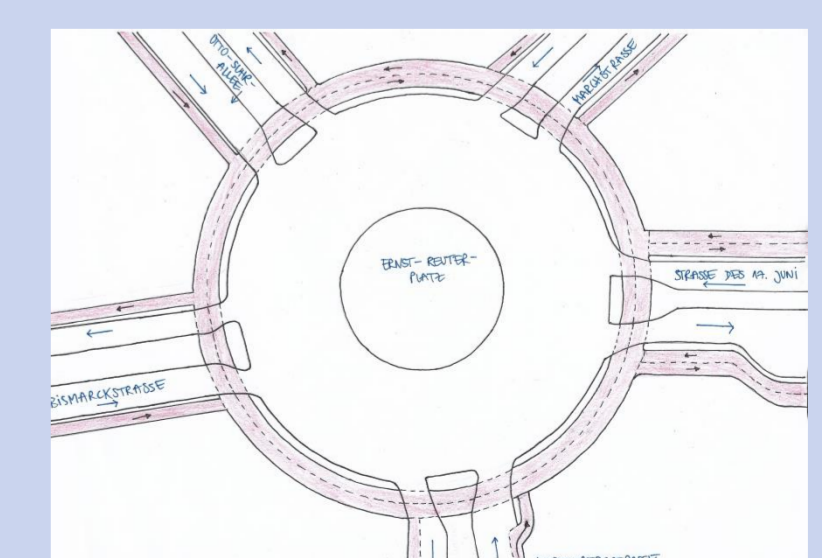 OTTO-SUHR-
ALLEE
MARCHSTRASSE
ERNST-REUTER-
PLATZ
STRASSE DES 17. JUNI
BISMARCKSTRASSE